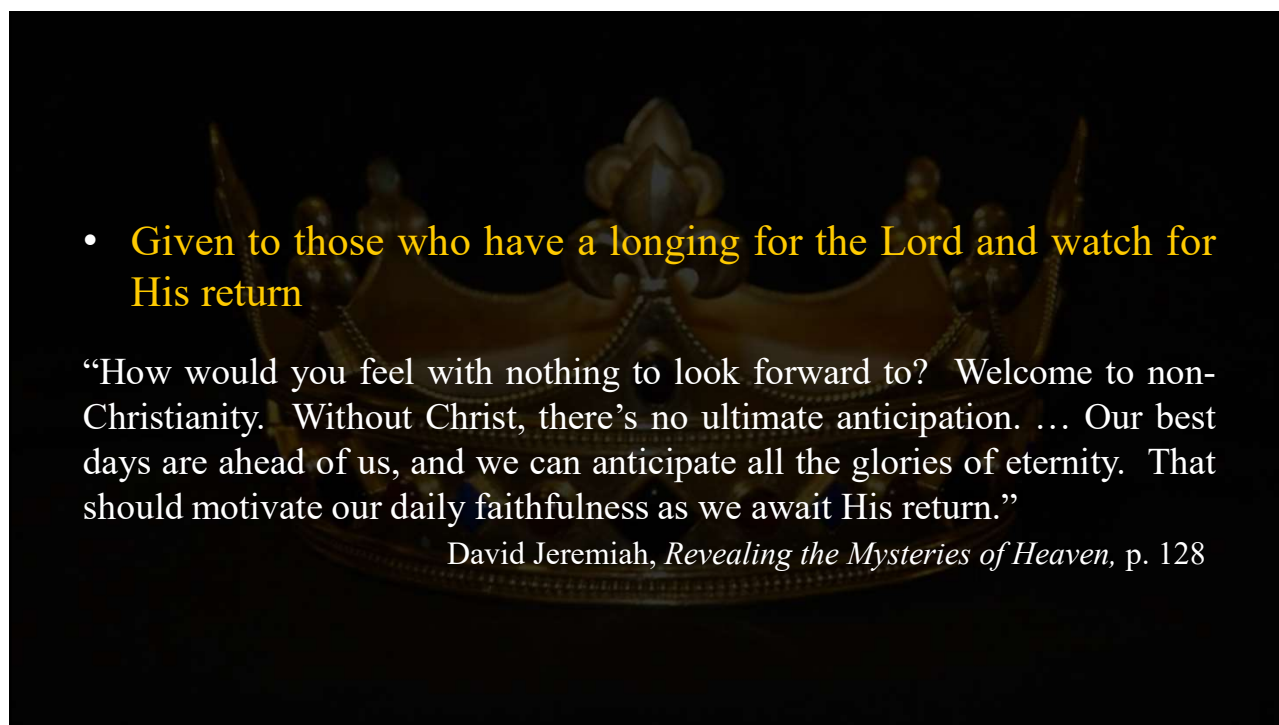 • Given to those who have a longing for the Lord and watch for
His return
“How would you feel with nothing to look forward to?  Welcome to non-
Christianity.  Without Christ, there’s no ultimate anticipation. … Our best
days are ahead of us, and we can anticipate all the glories of eternity.  That
should motivate our daily faithfulness as we await His return.”
David Jeremiah, Revealing the Mysteries of Heaven, p. 128